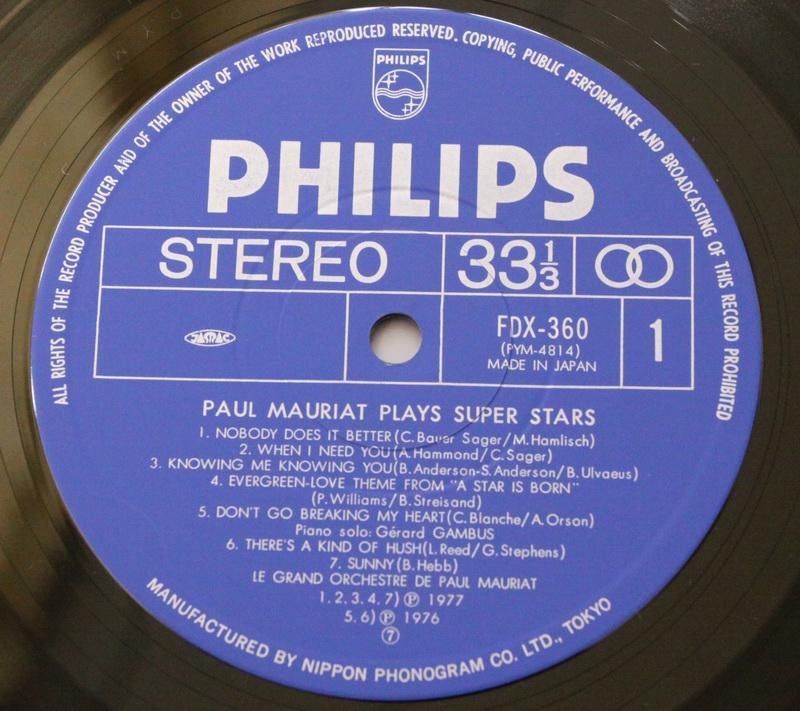 ALL RIGHTS OF THE RECORD PRODUCER AND OF THE OWNER OF THE WORK REPRODUCED RESERVED. COPYING, PUBLIC PERFORMANCE AND BROADCASTING OF THIS RECORD PROHIBITED
PHILIPS
PHILIPS
STEREO 33 1/3
JASRAC FDX-360 1
(PYM-4814)
MADE IN JAPAN
PAUL MAURIAT PLAYS SUPER STARS
1. NOBODY DOES IT BETTER(C. Bauer Sager/M. Hamlisch)
2. WHEN I NEED YOU(A. Hammond/C. Sager)
3. KNOWING ME KNOWING YOU(B. Anderson-S. Anderson/B. Ulvaeus)
4. EVERGREEN-LOVE THEME FROM "A STAR IS BORN"
(P. Williams/B. Streisand)
5. DON'T GO BREAKING MY HEART(C. Blanche/A. Orson)
Piano solo: Gérard GAMBUS
6. THERE'S A KIND OF HUSH(L. Reed/G. Stephens)
7. SUNNY(B. Hebb)
LE GRAND ORCHESTRE DE PAUL MAURIAT
1. 2. 3. 4. 7) Ⓟ 1977
5. 6) Ⓟ 1976
⑦
MANUFACTURED BY NIPPON PHONOGRAM CO. LTD., TOKYO